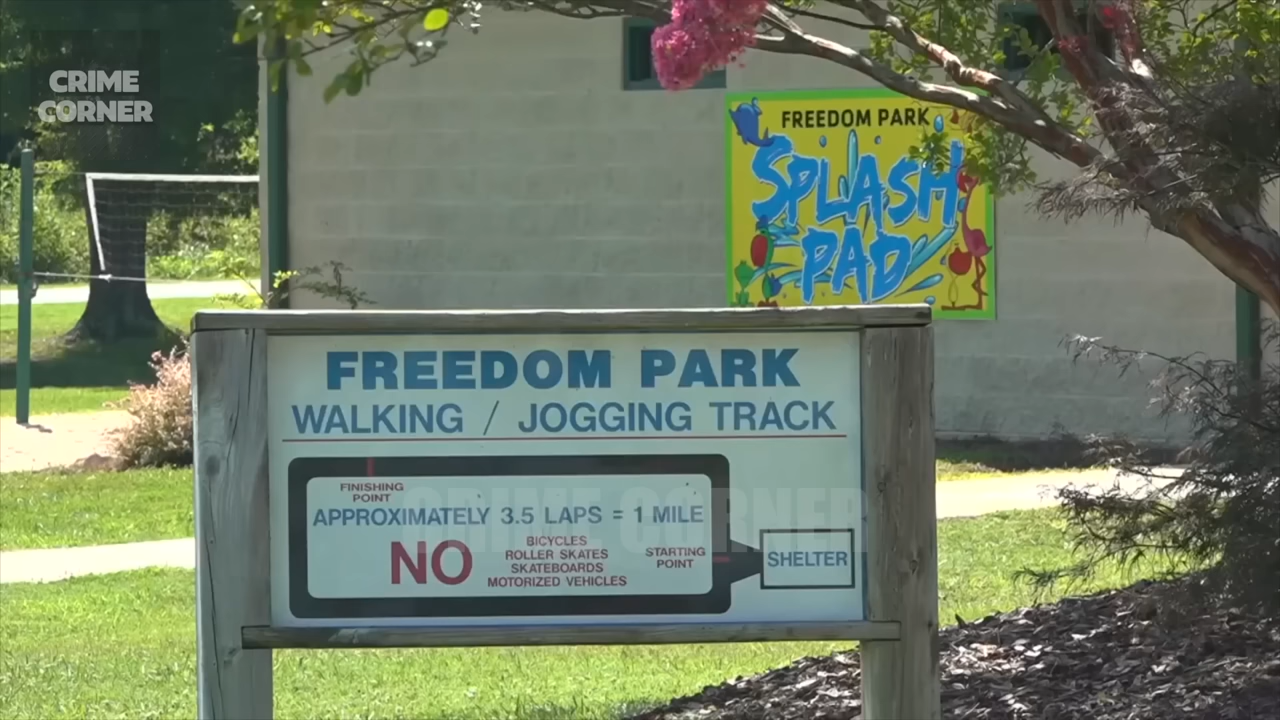 CRIME
CORNER
FREEDOM PARK
SPLASH
PAD
FREEDOM PARK
WALKING / JOGGING TRACK
FINISHING
POINT
APPROXIMATELY 3.5 LAPS = 1 MILE
NO
BICYCLES
ROLLER SKATES
SKATEBOARDS
MOTORIZED VEHICLES
STARTING
POINT
SHELTER
CRIME CORNER